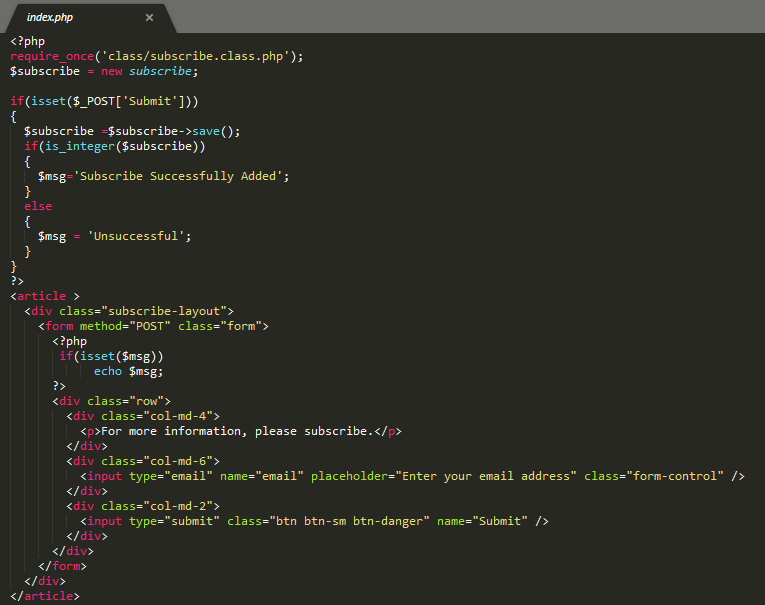 index.php ×
<?php
require_once('class/subscribe.class.php');
$subscribe = new subscribe;
if(isset($_POST['Submit']))
{
$subscribe =$subscribe->save();
if(is_integer($subscribe))
{
$msg='Subscribe Successfully Added';
}
else
{
$msg = 'Unsuccessful';
}
}
?>
<article >
<div class="subscribe-layout">
<form method="POST" class="form">
<?php
if(isset($msg))
echo $msg;
?>
<div class="row">
<div class="col-md-4">
<p>For more information, please subscribe.</p>
</div>
<div class="col-md-6">
<input type="email" name="email" placeholder="Enter your email address" class="form-control" />
</div>
<div class="col-md-2">
<input type="submit" class="btn btn-sm btn-danger" name="Submit" />
</div>
</div>
</form>
</div>
</article>